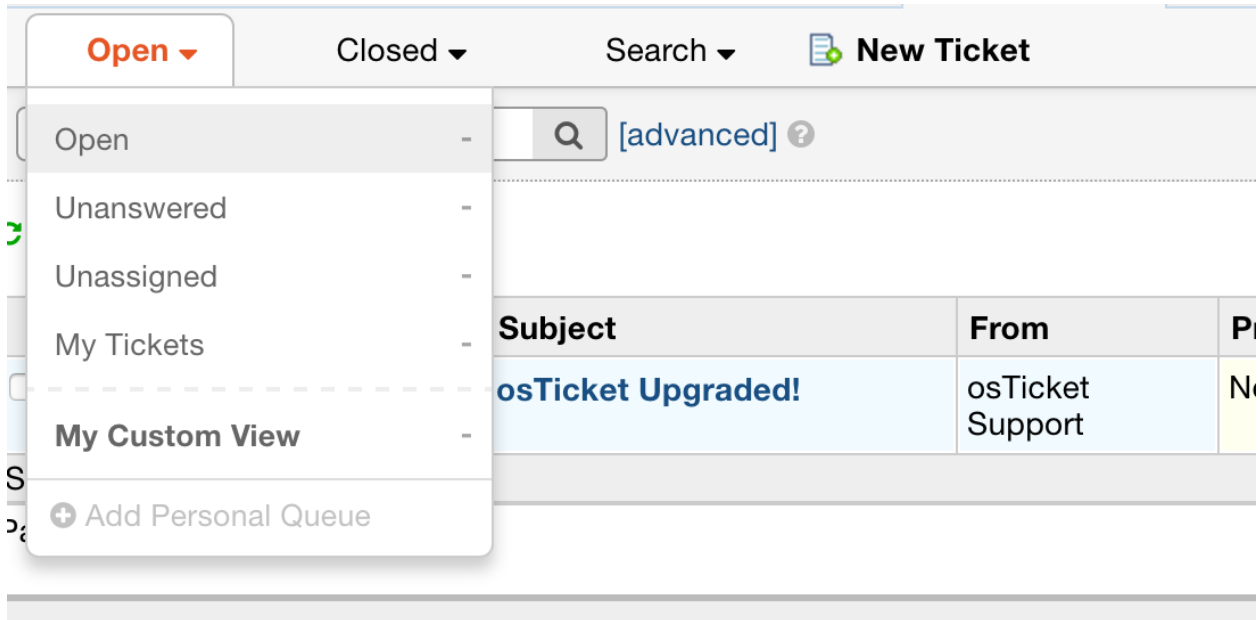 Open
Closed
Search
New Ticket
[advanced]
Open -
Unanswered -
Unassigned -
My Tickets -
My Custom View -
Add Personal Queue
Subject
From
osTicket Upgraded!
osTicket
Support